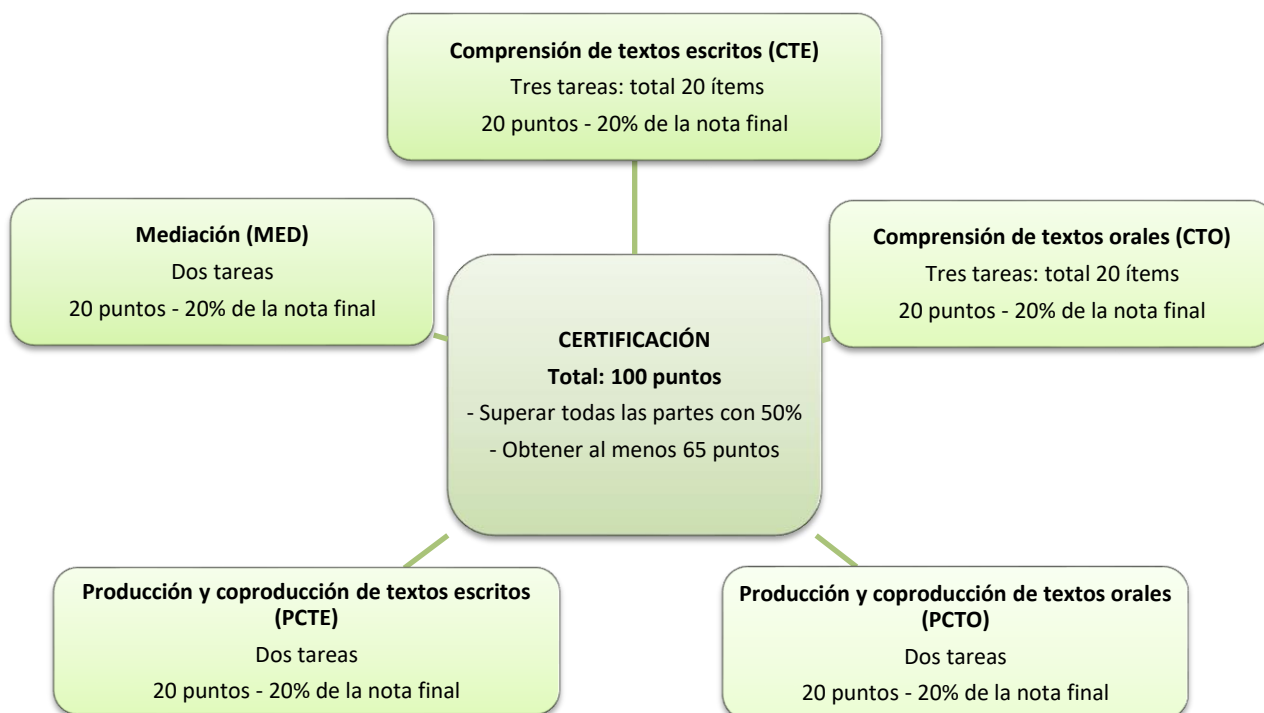 Comprensión de textos escritos (CTE)
Tres tareas: total 20 ítems
20 puntos - 20% de la nota final
Mediación (MED)
Dos tareas
20 puntos - 20% de la nota final
Comprensión de textos orales (CTO)
Tres tareas: total 20 ítems
20 puntos - 20% de la nota final
CERTIFICACIÓN
Total: 100 puntos
- Superar todas las partes con 50%
- Obtener al menos 65 puntos
Producción y coproducción de textos escritos
(PCTE)
Dos tareas
20 puntos - 20% de la nota final
Producción y coproducción de textos orales
(PCTO)
Dos tareas
20 puntos - 20% de la nota final